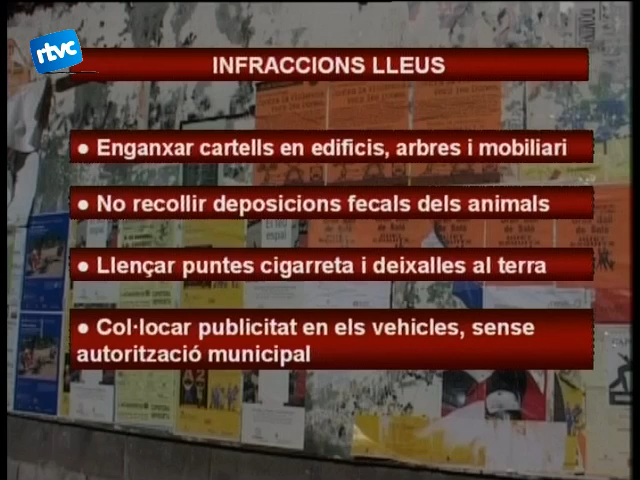 rtvc
INFRACCIONS LLEUS
● Enganxar cartells en edificis, arbres i mobiliari
● No recollir deposicions fecals dels animals
● Llençar puntes cigarreta i deixalles al terra
● Col·locar publicitat en els vehicles, sense
autorització municipal